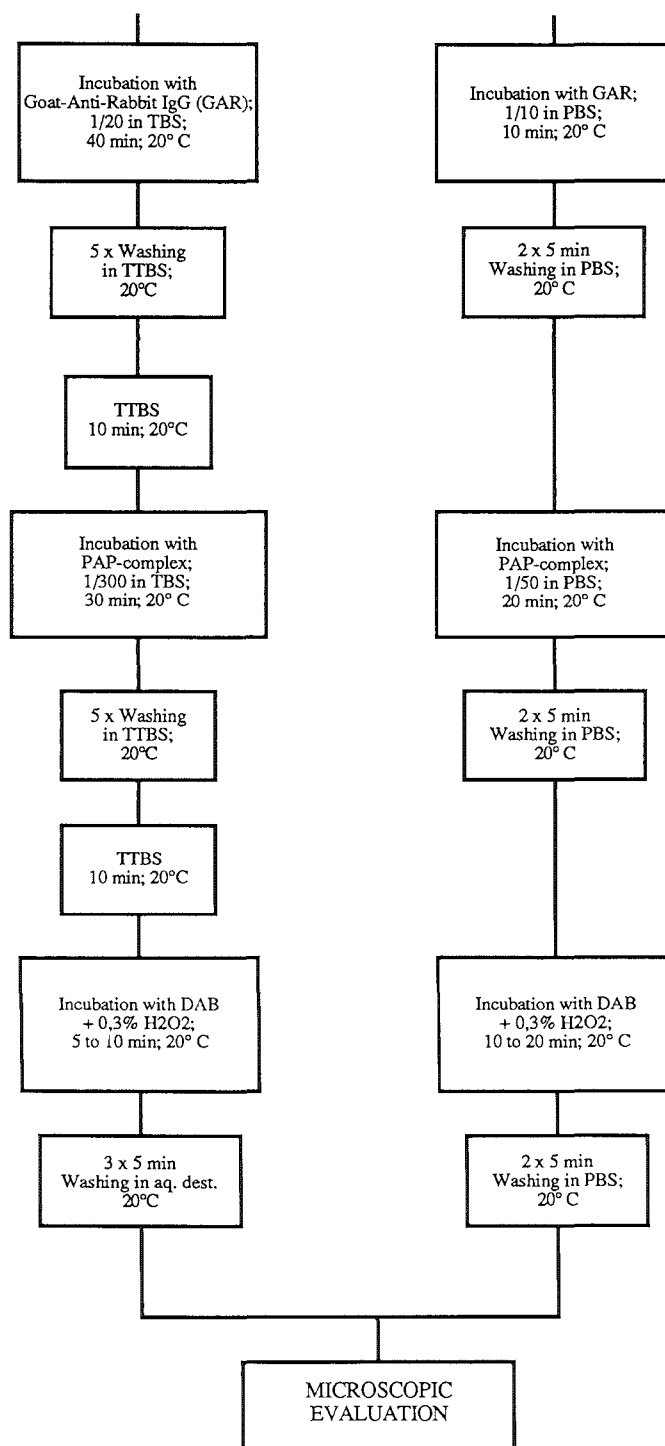 Incubation with
Goat-Anti-Rabbit IgG (GAR);
1/20 in TBS;
40 min; 20° C
5 x Washing
in TTBS;
20°C
TTBS
10 min; 20°C
Incubation with
PAP-complex;
1/300 in TBS;
30 min; 20° C
5 x Washing
in TTBS;
20°C
TTBS
10 min; 20°C
Incubation with DAB
+ 0,3% H2O2;
5 to 10 min; 20° C
3 x 5 min
Washing in aq. dest.
20°C
Incubation with GAR;
1/10 in PBS;
10 min; 20° C
2 x 5 min
Washing in PBS;
20° C
Incubation with
PAP-complex;
1/50 in PBS;
20 min; 20° C
2 x 5 min
Washing in PBS;
20° C
Incubation with DAB
+ 0,3% H2O2;
10 to 20 min; 20° C
2 x 5 min
Washing in PBS;
20° C
MICROSCOPIC
EVALUATION